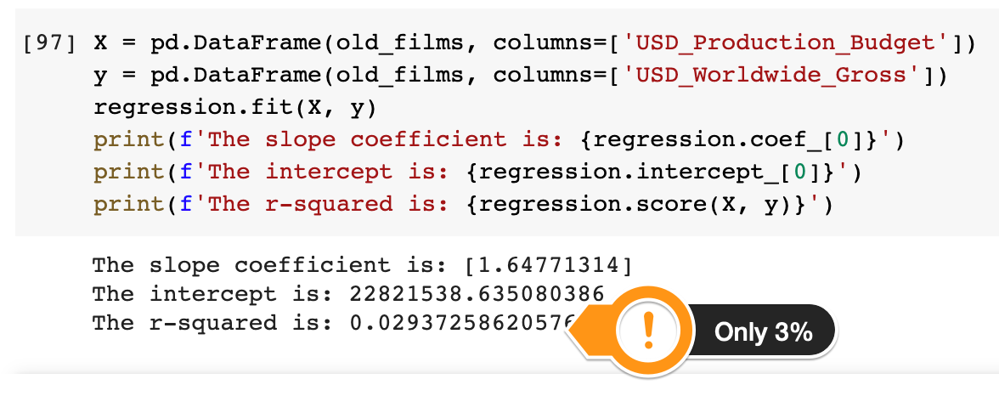 [97] X = pd.DataFrame(old_films, columns=['USD_Production_Budget'])
y = pd.DataFrame(old_films, columns=['USD_Worldwide_Gross'])
regression.fit(X, y)
print(f'The slope coefficient is: {regression.coef_[0]}')
print(f'The intercept is: {regression.intercept_[0]}')
print(f'The r-squared is: {regression.score(X, y)}')
The slope coefficient is: [1.64771314]
The intercept is: 22821538.635080386
The r-squared is: 0.02937258620576
! Only 3%